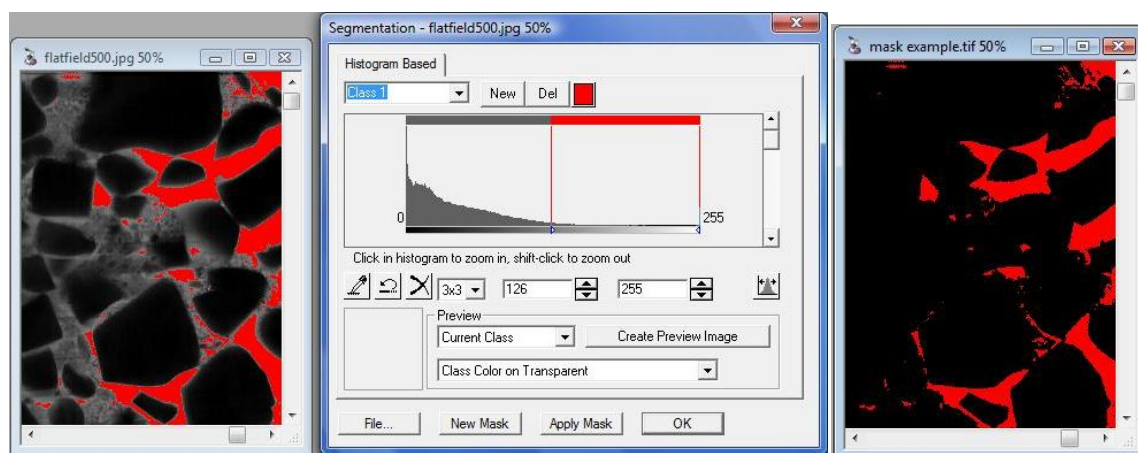 flatfield500.jpg 50%
Segmentation - flatfield500.jpg 50%
Histogram Based
Class 1
New
Del
0
255
Click in histogram to zoom in, shift-click to zoom out
3x3
126
255
Preview
Current Class
Create Preview Image
Class Color on Transparent
File...
New Mask
Apply Mask
OK
mask example.tif 50%